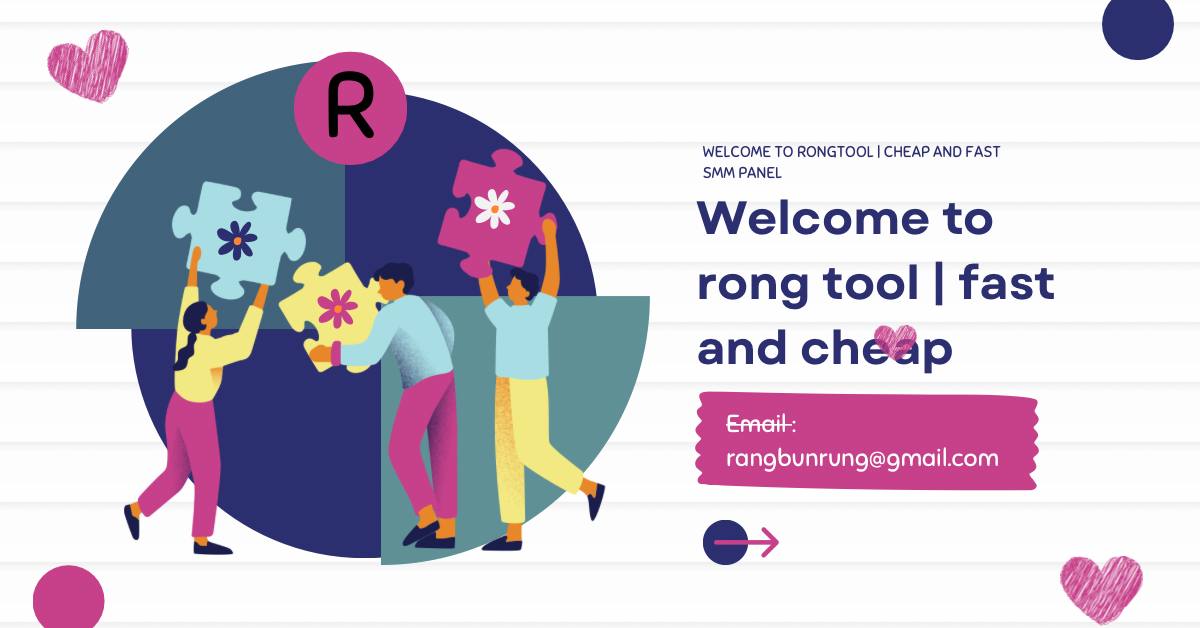 R
WELCOME TO RONGTOOL | CHEAP AND FAST
SMM PANEL
Welcome to
rong tool | fast
and cheap
Email :
rangbunrung@gmail.com